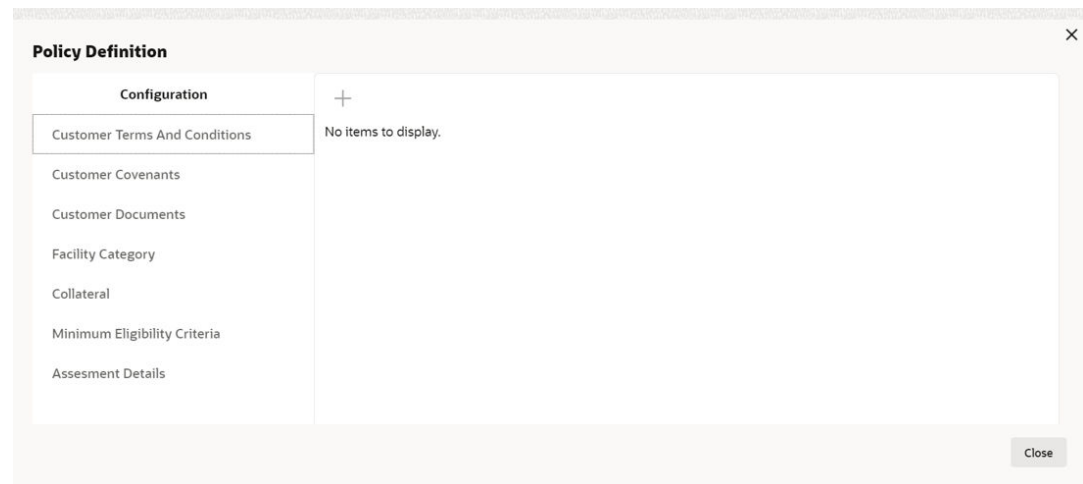 Policy Definition
Configuration
Customer Terms And Conditions
Customer Covenants
Customer Documents
Facility Category
Collateral
Minimum Eligibility Criteria
Assesment Details
No items to display.
Close